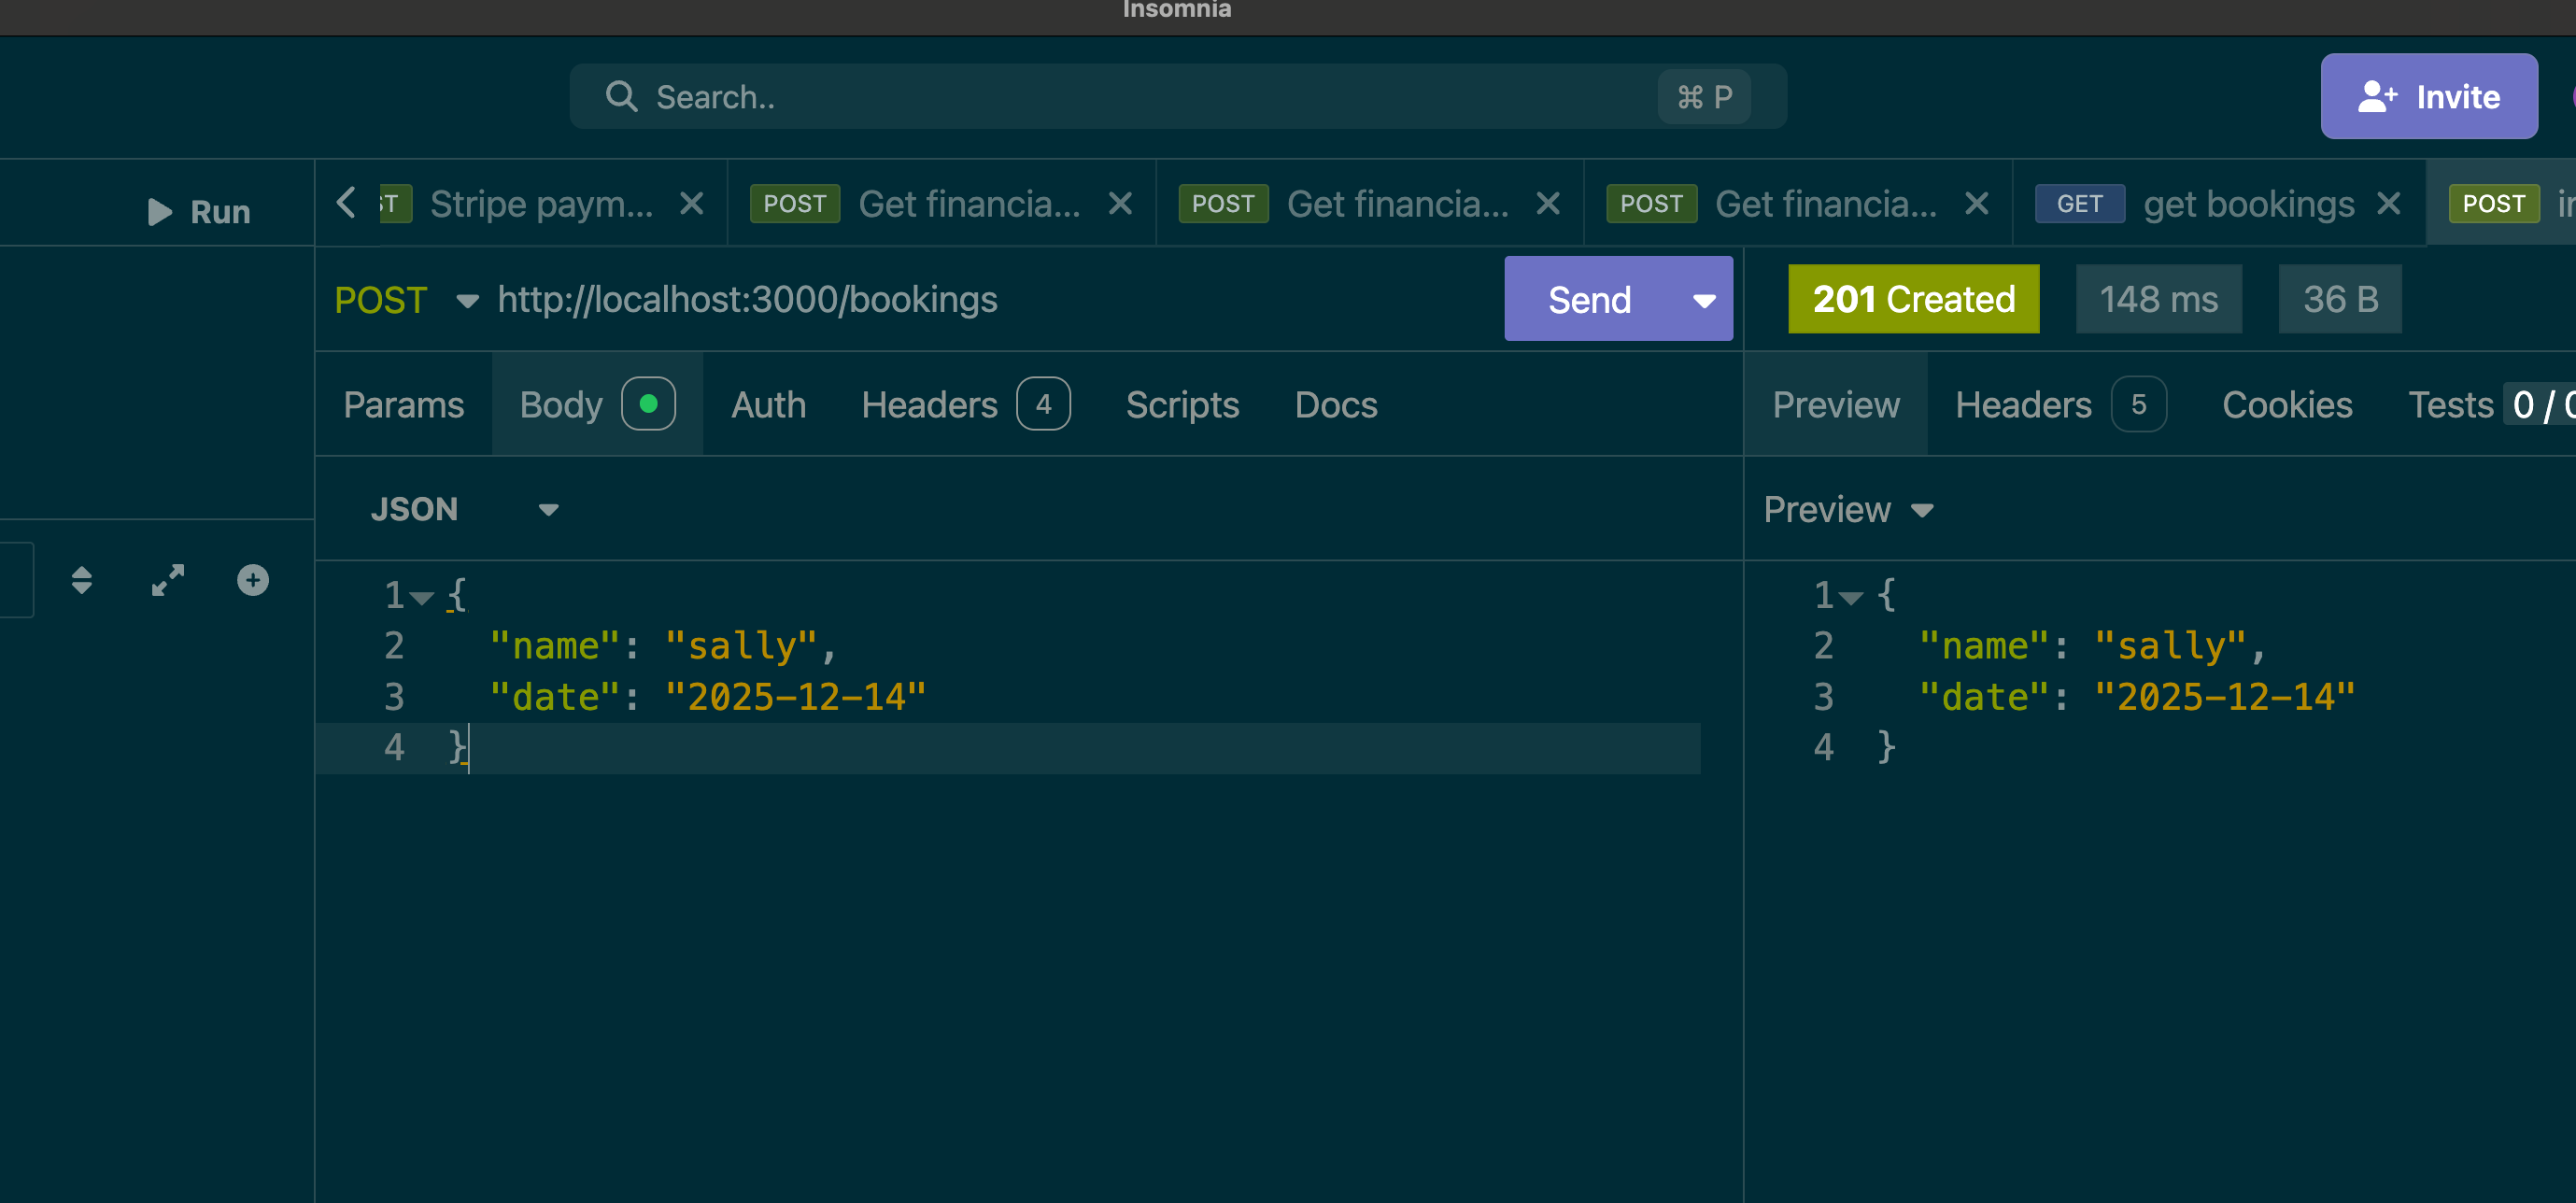 Insomnia
Search.. ⌘ P
Invite
Run
Stripe paym... POST Get financia... POST Get financia... POST Get financia... GET get bookings POST
POST http://localhost:3000/bookings Send 201 Created 148 ms 36 B
Params Body Auth Headers 4 Scripts Docs Preview Headers 5 Cookies Tests 0 /
JSON Preview
1 {
2 "name": "sally",
3 "date": "2025-12-14"
4 }
1 {
2 "name": "sally",
3 "date": "2025-12-14"
4 }